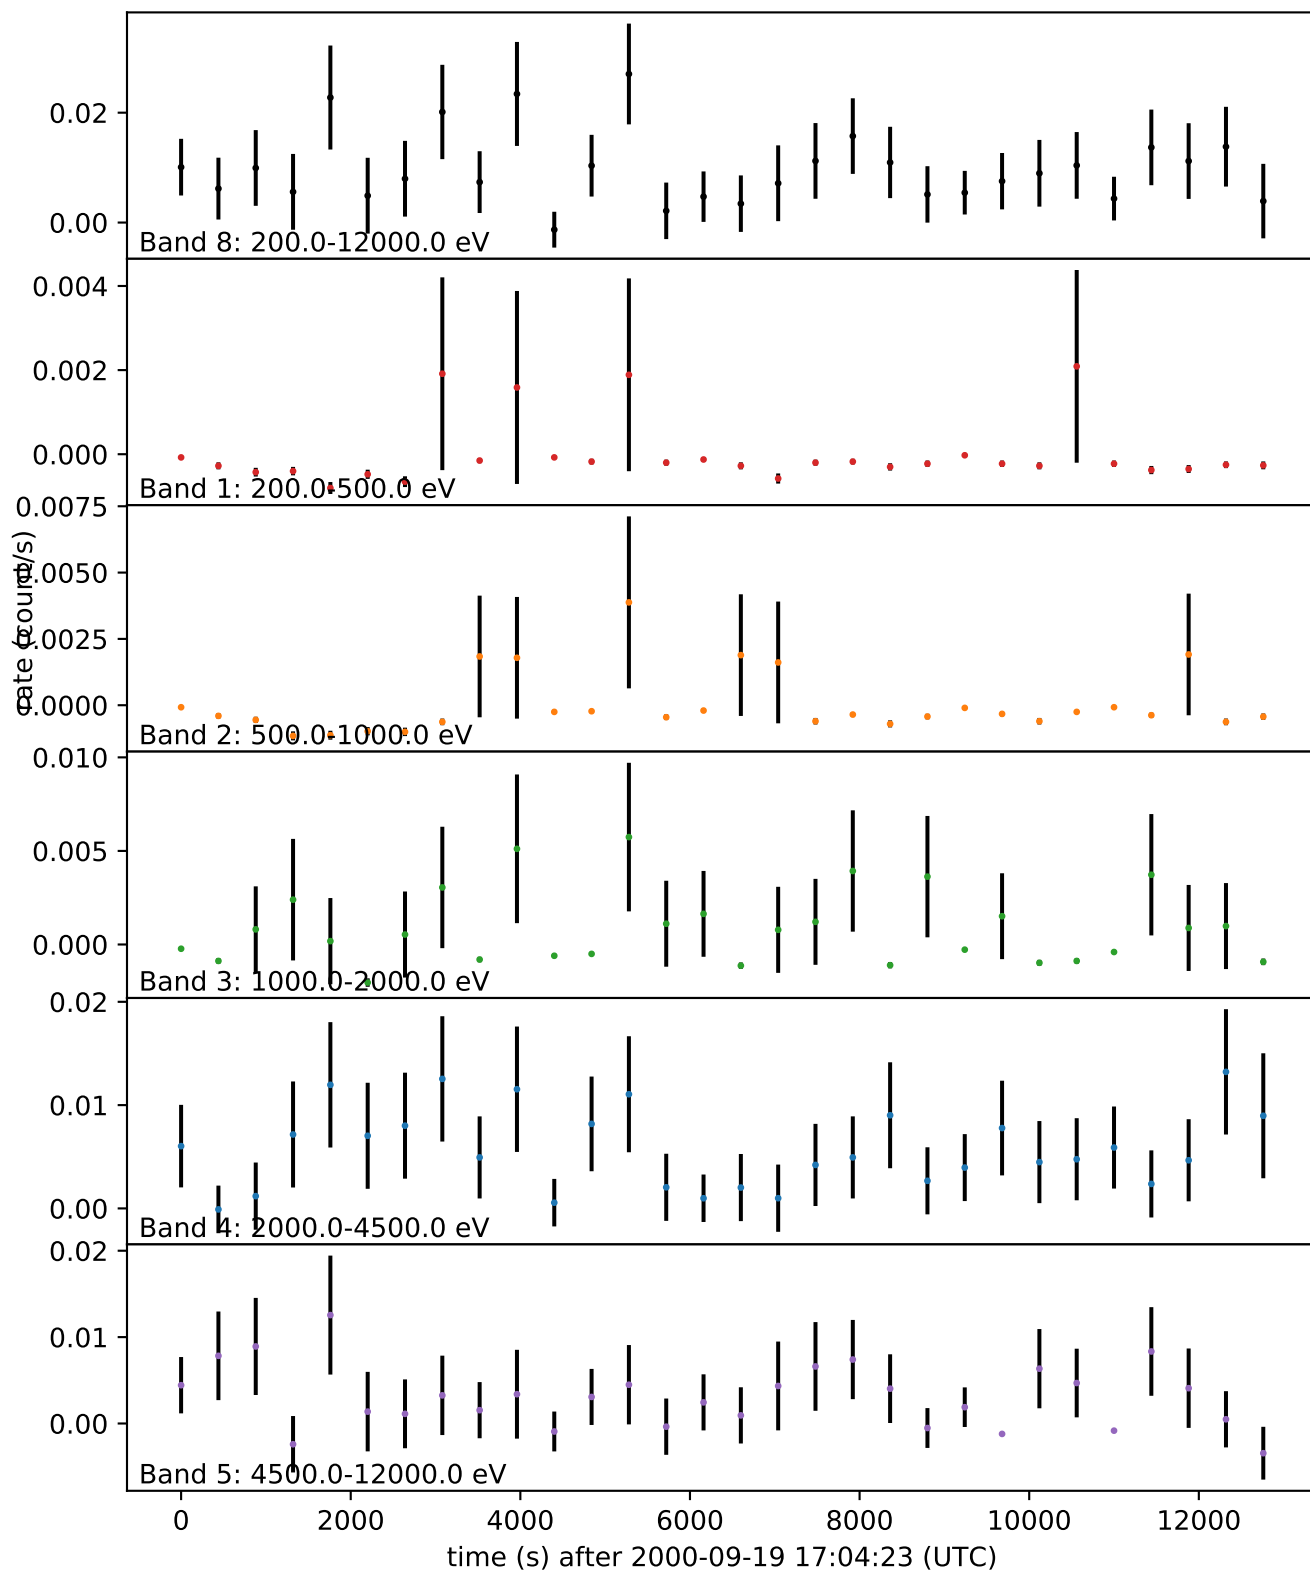 0.02
0.00
Band 8: 200.0-12000.0 eV
0.004
0.002
0.000
Band 1: 200.0-500.0 eV
0.0075
0.0050
0.0025
0.0000
rate (count/s)
Band 2: 500.0-1000.0 eV
0.010
0.005
0.000
Band 3: 1000.0-2000.0 eV
0.02
0.01
0.00
Band 4: 2000.0-4500.0 eV
0.02
0.01
0.00
Band 5: 4500.0-12000.0 eV
0 2000 4000 6000 8000 10000 12000
time (s) after 2000-09-19 17:04:23 (UTC)